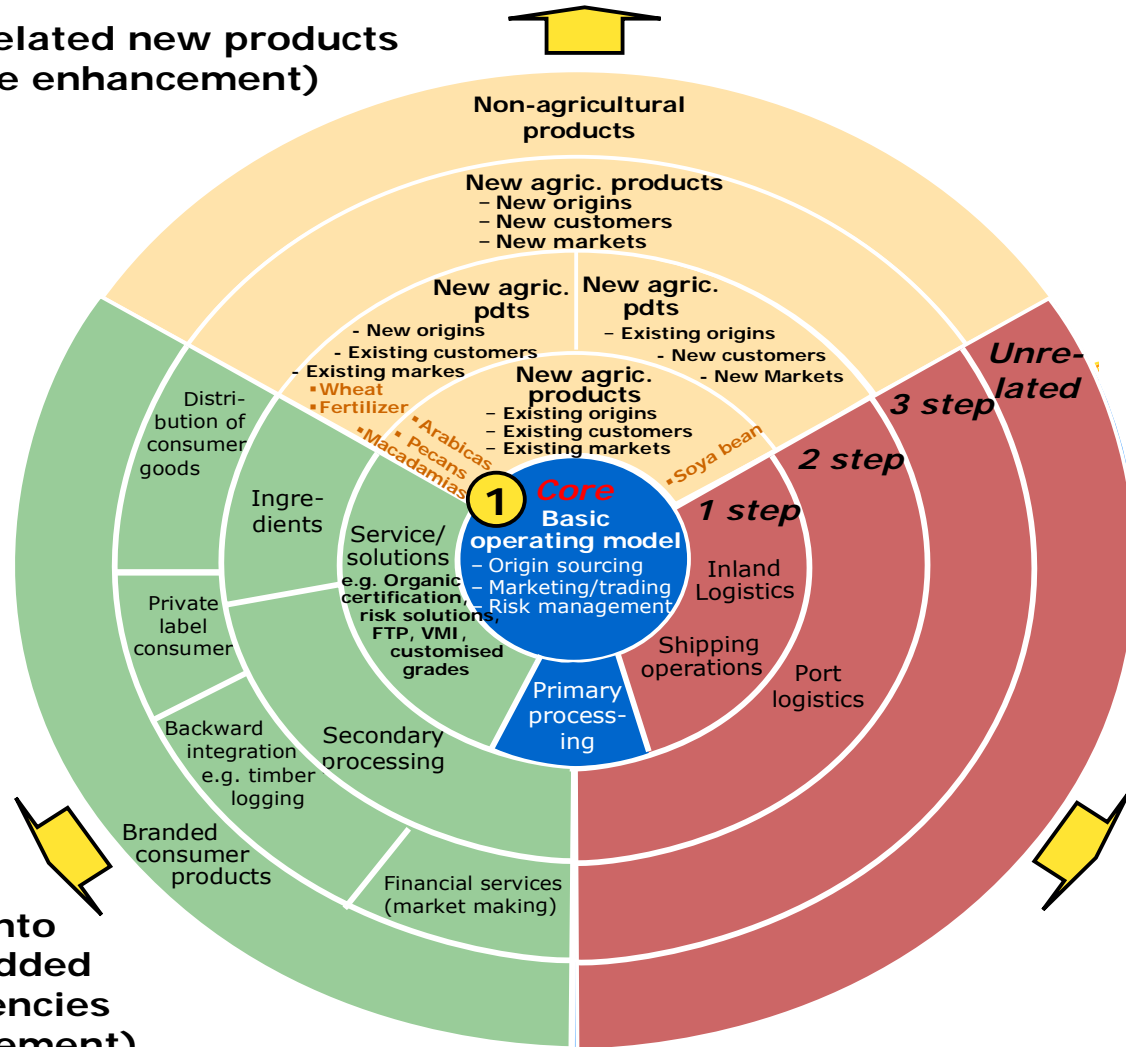 elated new products
e enhancement)
Non-agricultural
products
New agric. products
– New origins
– New customers
– New markets
New agric.
pdts
- New origins
- Existing customers
- Existing markes
▪Wheat
▪Fertilizer
New agric.
pdts
– Existing origins
- New customers
- New Markets
New agric.
products
– Existing origins
– Existing customers
– Existing markets
▪Arabicas
▪ Pecans
▪Macadamias
▪Soya bean
Unre-
lated
3 step
2 step
1 step
1
Core
Basic
operating model
– Origin sourcing
– Marketing/trading
– Risk management
Primary
process-
ing
Inland
Logistics
Shipping
operations
Port
logistics
Distri-
bution of
consumer
goods
Ingre-
dients
Service/
solutions
e.g. Organic
certification,
risk solutions,
FTP, VMI,
customised
grades
Private
label
consumer
Backward
integration
e.g. timber
logging
Secondary
processing
Branded
consumer
products
Financial services
(market making)
nto
dded
encies
ement)